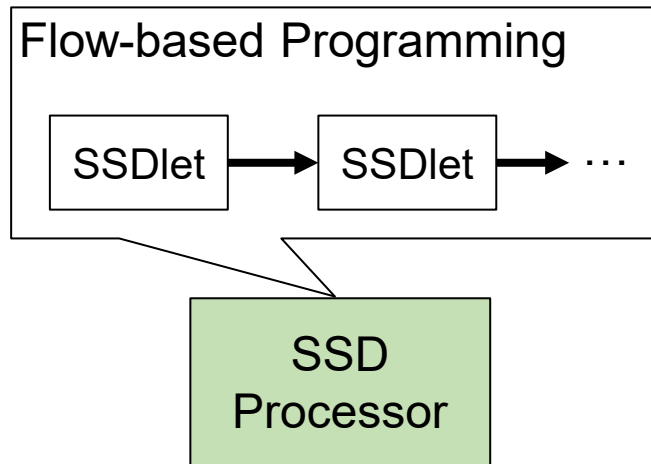 Flow-based Programming
SSDlet SSDlet ...
SSD
Processor